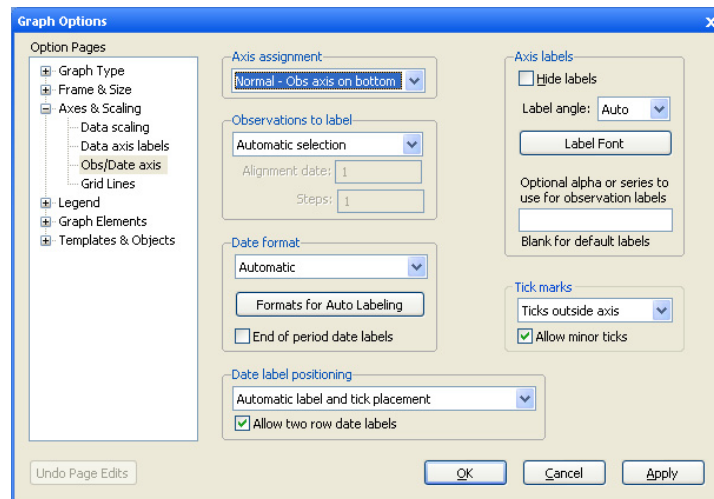 Graph Options
x
Option Pages
Graph Type
Frame & Size
Axes & Scaling
Data scaling
Data axis labels
Obs/Date axis
Grid Lines
Legend
Graph Elements
Templates & Objects
Axis assignment
Normal - Obs axis on bottom
Observations to label
Automatic selection
Alignment date: 1
Steps: 1
Date format
Automatic
Formats for Auto Labeling
End of period date labels
Date label positioning
Automatic label and tick placement
Allow two row date labels
Axis labels
Hide labels
Label angle: Auto
Label Font
Optional alpha or series to
use for observation labels
Blank for default labels
Tick marks
Ticks outside axis
Allow minor ticks
Undo Page Edits
OK
Cancel
Apply